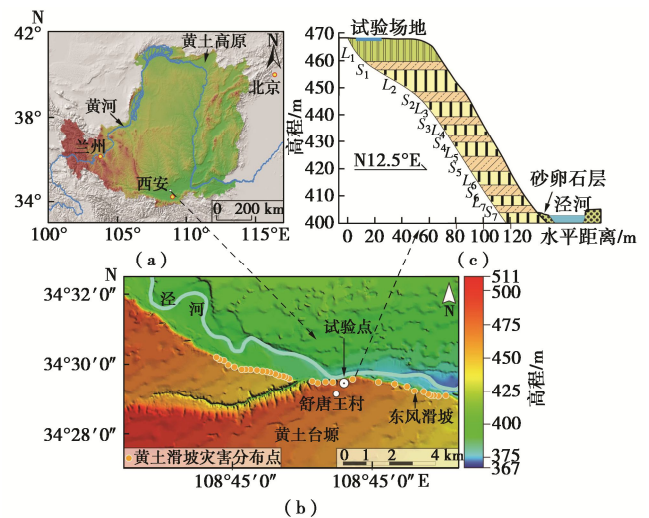 N
42°
38°
34°
100°
105°
110°
115°E
黄土高原
N
北京
黄河
兰州
西安
0 200 km
(a)
高程/m
470
460
450
440
430
420
410
400
试验场地
L1
S1
L2
S2
L3
S3
L4
S4
L5
S5
L6
S6
L7
S7
N12.5°E
砂卵石层
泾河
0 20 40 60 80 100 120 水平距离/m
(c)
N
34°32′0″
34°30′0″
34°28′0″
泾河
试验点
N
舒唐王村
东风滑坡
黄土台塬
黄土滑坡灾害分布点
0 1 2 4 km
108°45′0″
108°45′0″E
511
500
475
450
425
400
375
367
高程/m
(b)